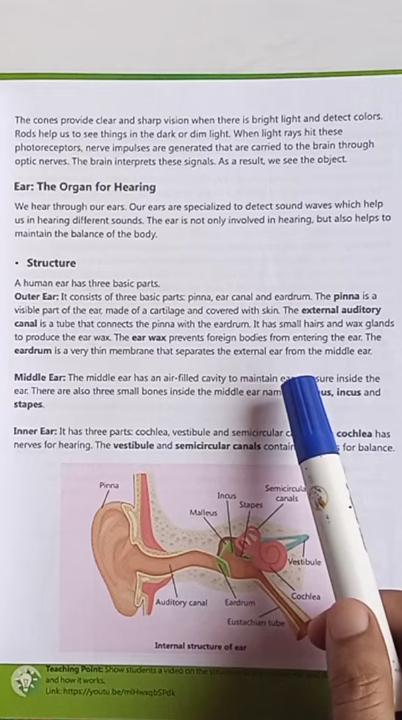 The cones provide clear and sharp vision when there is bright light and detect colors.
Rods help us to see things in the dark or dim light. When light rays hit these
photoreceptors, nerve impulses are generated that are carried to the brain through
optic nerves. The brain interprets these signals. As a result, we see the object.
Ear: The Organ for Hearing
We hear through our ears. Our ears are specialized to detect sound waves which help
us in hearing different sounds. The ear is not only involved in hearing, but also helps to
maintain the balance of the body.
• Structure
A human ear has three basic parts.
Outer Ear: It consists of three basic parts: pinna, ear canal and eardrum. The pinna is a
visible part of the ear, made of a cartilage and covered with skin. The external auditory
canal is a tube that connects the pinna with the eardrum. It has small hairs and wax glands
to produce the ear wax. The ear wax prevents foreign bodies from entering the ear. The
eardrum is a very thin membrane that separates the external ear from the middle ear.
Middle Ear: The middle ear has an air-filled cavity to maintain inside the
ear. There are also three small bones inside the middle ear incus and
stapes.
Inner Ear: It has three parts: cochlea, vestibule and semicircular cochlea has
nerves for hearing. The vestibule and semicircular canals for balance.
Pinna
Semicircular
canals
Incus
Stapes
Malleus
Vestibule
Cochlea
Auditory canal
Eardrum
Eustachian tube
Internal structure of ear
Teaching Point: Show students a video on the
and how it works.